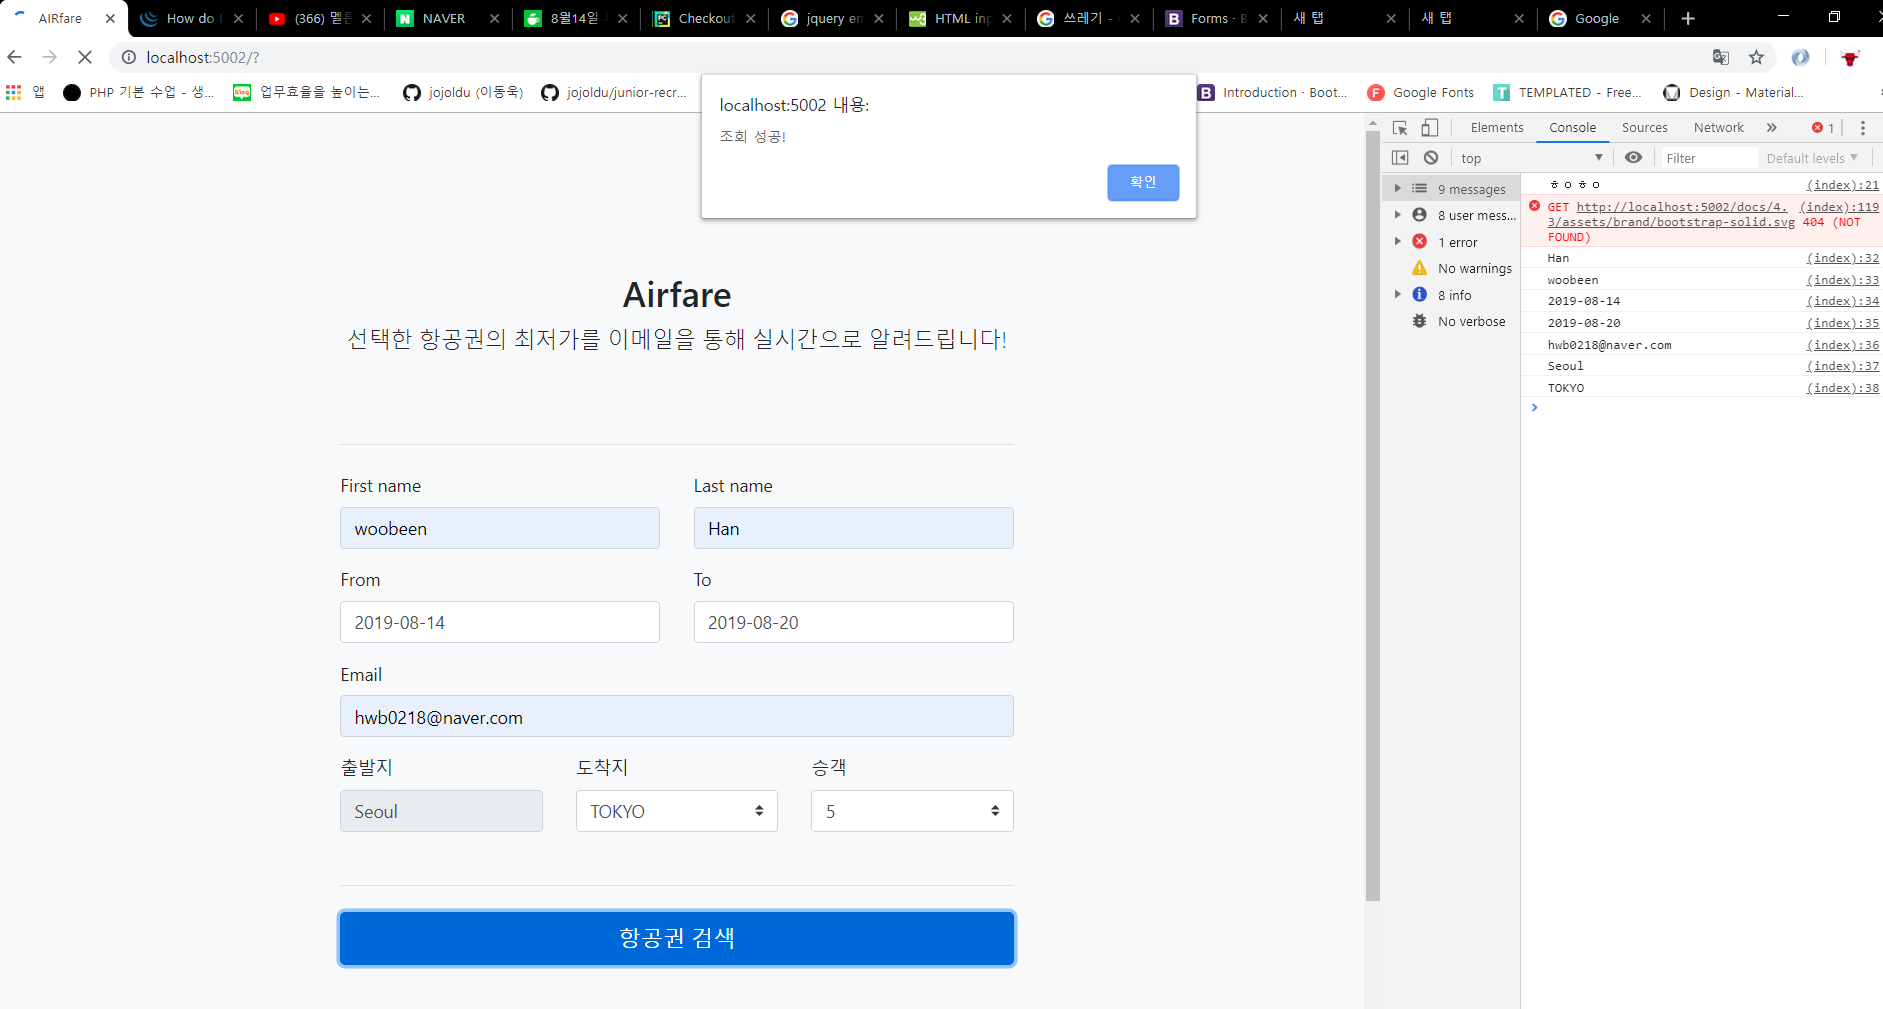 AIRfare
How do
(366) 멜론
NAVER
8월14일
Checkout
jquery em
HTML inp
쓰레기 -
Forms · B
새 탭
새 탭
Google
localhost:5002/?
앱
PHP 기본 수업 - 생...
업무효율을 높이는...
jojoldu (이동욱)
jojoldu/junior-recr...
Introduction · Boot...
Google Fonts
TEMPLATED - Free...
Design - Material...
localhost:5002 내용:
조회 성공!
확인
Airfare
선택한 항공권의 최저가를 이메일을 통해 실시간으로 알려드립니다!
First name
Last name
woobeen
Han
From
To
2019-08-14
2019-08-20
Email
hwb0218@naver.com
출발지
도착지
승객
Seoul
TOKYO
5
항공권 검색
Elements
Console
Sources
Network
»
1
top
Filter
Default levels
9 messages
8 user mess...
1 error
No warnings
8 info
No verbose
ㅎㅇㅎㅇ (index):21
GET http://localhost:5002/docs/4. (index):119
3/assets/brand/bootstrap-solid.svg 404 (NOT
FOUND)
Han (index):32
woobeen (index):33
2019-08-14 (index):34
2019-08-20 (index):35
hwb0218@naver.com (index):36
Seoul (index):37
TOKYO (index):38